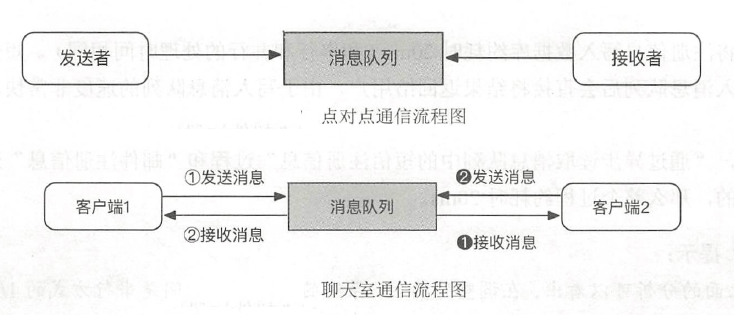 发送者 消息队列 接收者
点对点通信流程图
①发送消息 ❷发送消息
客户端1 消息队列 客户端2
②接收消息 ❶接收消息
聊天室通信流程图